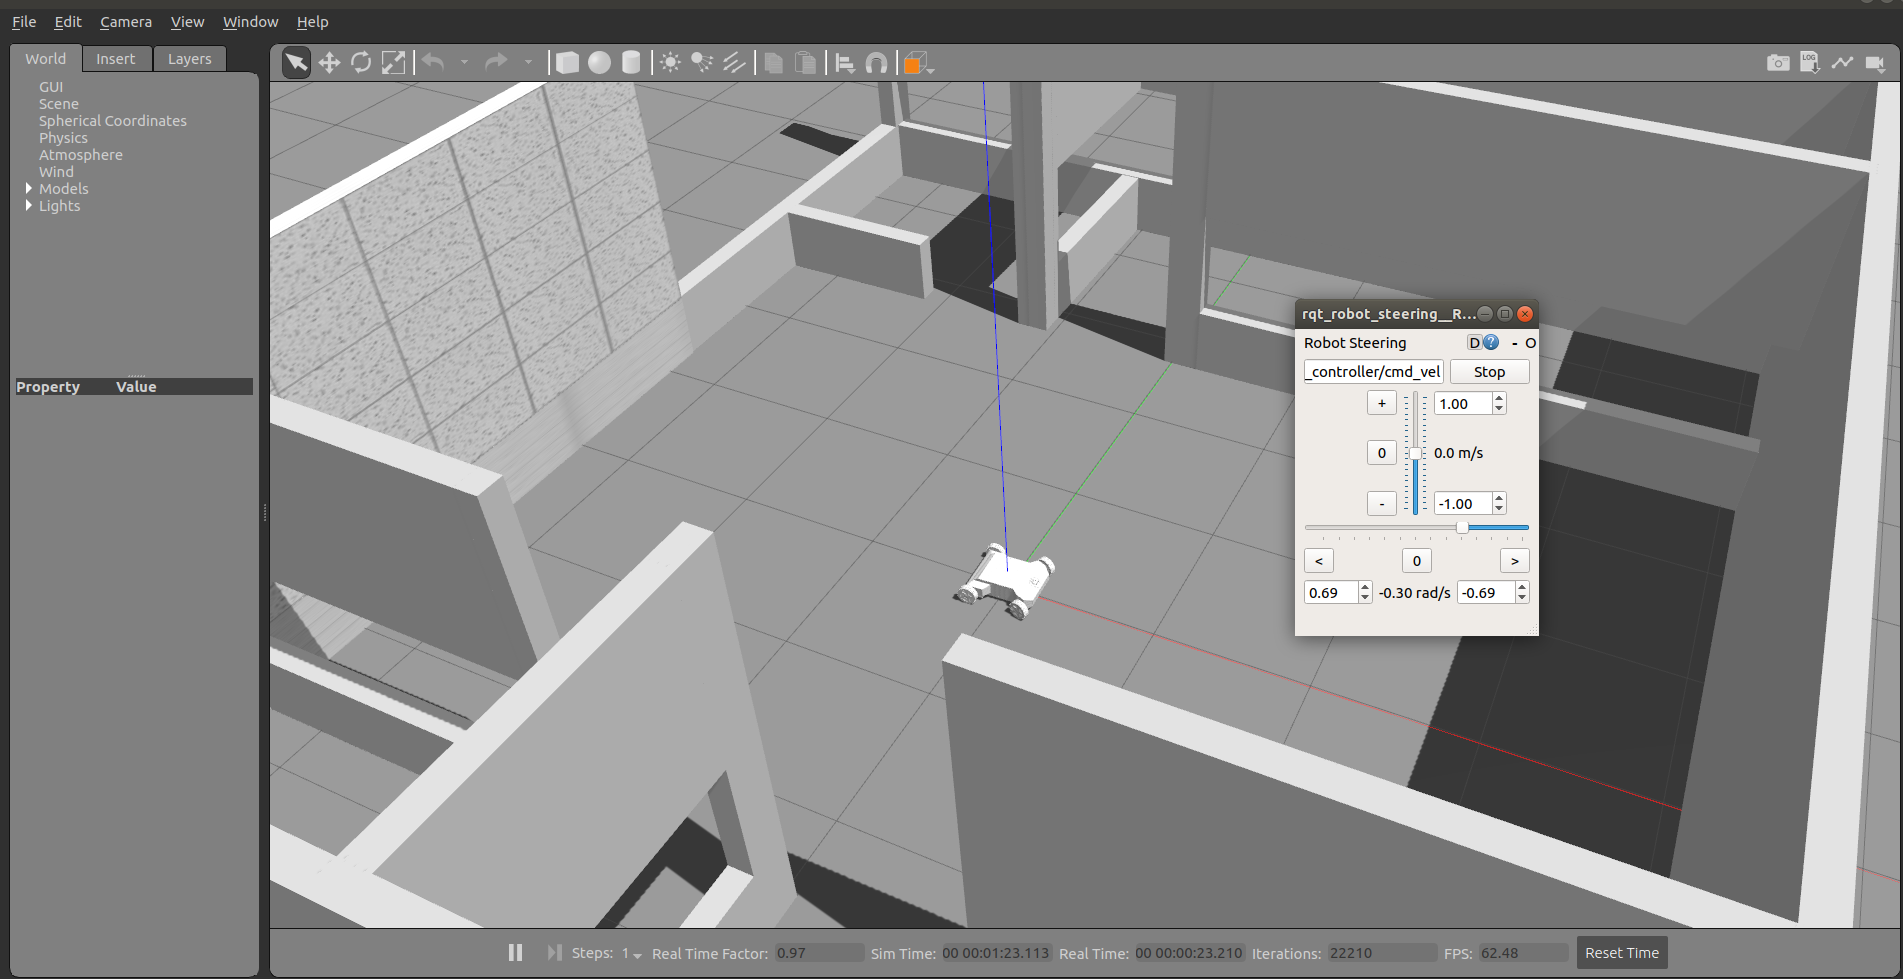 File Edit Camera View Window Help
World Insert Layers
GUI
Scene
Spherical Coordinates
Physics
Atmosphere
Wind
Models
Lights
Property Value
LOG
rqt_robot_steering__R...
Robot Steering D ? - O
_controller/cmd_vel Stop
+ 1.00
0 0.0 m/s
- -1.00
< 0 >
0.69 -0.30 rad/s -0.69
Steps: 1 Real Time Factor: 0.97 Sim Time: 00 00:01:23.113 Real Time: 00 00:00:23.210 Iterations: 22210 FPS: 62.48 Reset Time